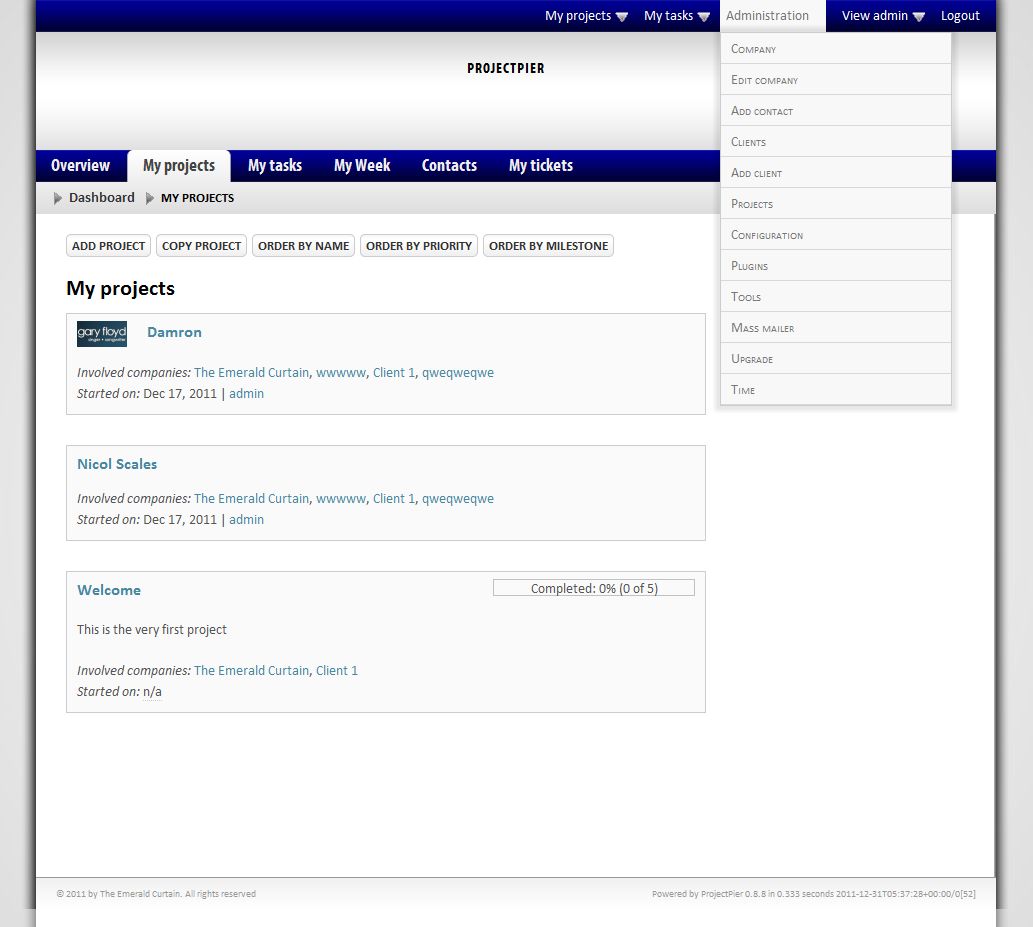 My projects My tasks Administration View admin Logout
Company
Edit company
Add contact
Clients
Add client
Projects
Configuration
Plugins
Tools
Mass mailer
Upgrade
Time
PROJECTPIER
Overview My projects My tasks My Week Contacts My tickets
Dashboard MY PROJECTS
ADD PROJECT COPY PROJECT ORDER BY NAME ORDER BY PRIORITY ORDER BY MILESTONE
My projects
gary floyd
singer • songwriter
Damron
Involved companies: The Emerald Curtain, wwwww, Client 1, qweqweqwe
Started on: Dec 17, 2011 | admin
Nicol Scales
Involved companies: The Emerald Curtain, wwwww, Client 1, qweqweqwe
Started on: Dec 17, 2011 | admin
Welcome Completed: 0% (0 of 5)
This is the very first project
Involved companies: The Emerald Curtain, Client 1
Started on: n/a
© 2011 by The Emerald Curtain. All rights reserved Powered by ProjectPier 0.8.8 in 0.333 seconds 2011-12-31T05:37:28+00:00/0[52]